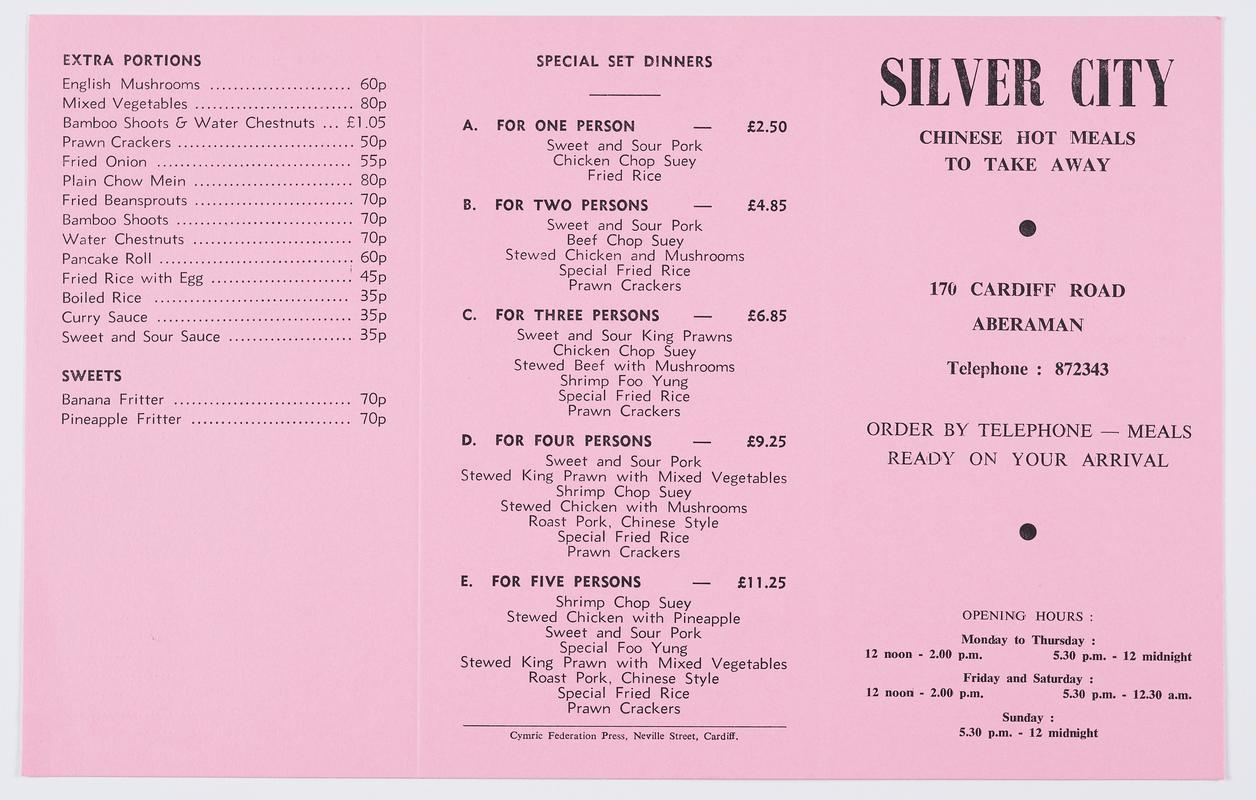 EXTRA PORTIONS
English Mushrooms ........................ 60p
Mixed Vegetables ........................... 80p
Bamboo Shoots & Water Chestnuts ... £1.05
Prawn Crackers .............................. 50p
Fried Onion ................................. 55p
Plain Chow Mein ........................... 80p
Fried Beansprouts ........................... 70p
Bamboo Shoots .............................. 70p
Water Chestnuts ........................... 70p
Pancake Roll ................................. 60p
Fried Rice with Egg ........................ 45p
Boiled Rice ................................. 35p
Curry Sauce ................................. 35p
Sweet and Sour Sauce ..................... 35p
SWEETS
Banana Fritter .............................. 70p
Pineapple Fritter ........................... 70p
SPECIAL SET DINNERS
A. FOR ONE PERSON — £2.50
Sweet and Sour Pork
Chicken Chop Suey
Fried Rice
B. FOR TWO PERSONS — £4.85
Sweet and Sour Pork
Beef Chop Suey
Stewed Chicken and Mushrooms
Special Fried Rice
Prawn Crackers
C. FOR THREE PERSONS — £6.85
Sweet and Sour King Prawns
Chicken Chop Suey
Stewed Beef with Mushrooms
Shrimp Foo Yung
Special Fried Rice
Prawn Crackers
D. FOR FOUR PERSONS — £9.25
Sweet and Sour Pork
Stewed King Prawn with Mixed Vegetables
Shrimp Chop Suey
Stewed Chicken with Mushrooms
Roast Pork, Chinese Style
Special Fried Rice
Prawn Crackers
E. FOR FIVE PERSONS — £11.25
Shrimp Chop Suey
Stewed Chicken with Pineapple
Sweet and Sour Pork
Special Foo Yung
Stewed King Prawn with Mixed Vegetables
Roast Pork, Chinese Style
Special Fried Rice
Prawn Crackers
Cymric Federation Press, Neville Street, Cardiff.
SILVER CITY
CHINESE HOT MEALS
TO TAKE AWAY
170 CARDIFF ROAD
ABERAMAN
Telephone : 872343
ORDER BY TELEPHONE — MEALS
READY ON YOUR ARRIVAL
OPENING HOURS :
Monday to Thursday :
12 noon - 2.00 p.m. 5.30 p.m. - 12 midnight
Friday and Saturday :
12 noon - 2.00 p.m. 5.30 p.m. - 12.30 a.m.
Sunday :
5.30 p.m. - 12 midnight